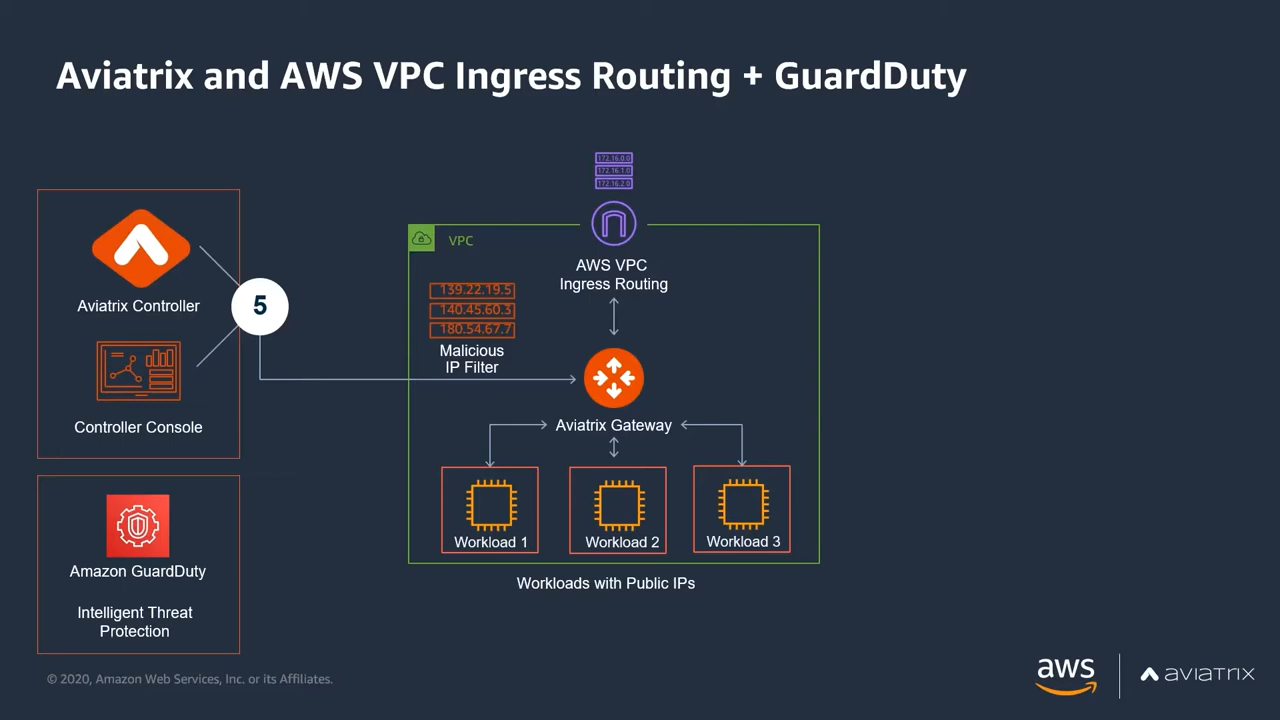 Aviatrix and AWS VPC Ingress Routing + GuardDuty
172.16.0.0
172.16.1.0
172.16.2.0
VPC
AWS VPC
Ingress Routing
Aviatrix Controller
5
139.22.19.5
140.45.60.3
180.54.67.7
Malicious
IP Filter
Controller Console
Aviatrix Gateway
Workload 1
Workload 2
Workload 3
Amazon GuardDuty
Intelligent Threat
Protection
Workloads with Public IPs
© 2020, Amazon Web Services, Inc. or its Affiliates.
aws
aviatrix